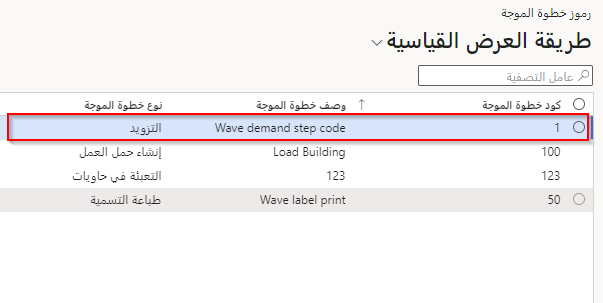 رموز خطوة الموجة
طريقة العرض القياسية
عامل التصفية
كود خطوة الموجة وصف خطوة الموجة نوع خطوة الموجة
1 Wave demand step code التزويد
100 Load Building إنشاء حمل العمل
123 123 التعبئة في حاويات
50 Wave label print طباعة التسمية